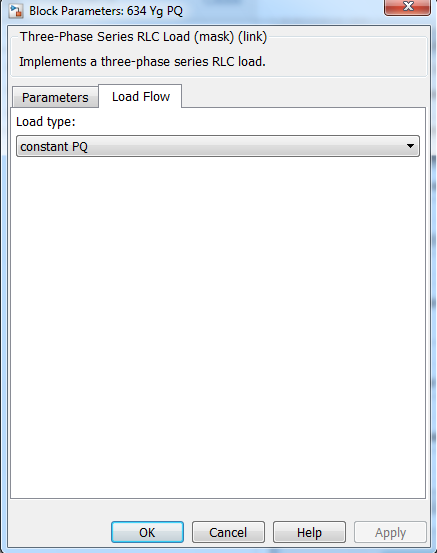 Block Parameters: 634 Yg PQ
Three-Phase Series RLC Load (mask) (link)
Implements a three-phase series RLC load.
Parameters Load Flow
Load type:
constant PQ
OK Cancel Help Apply